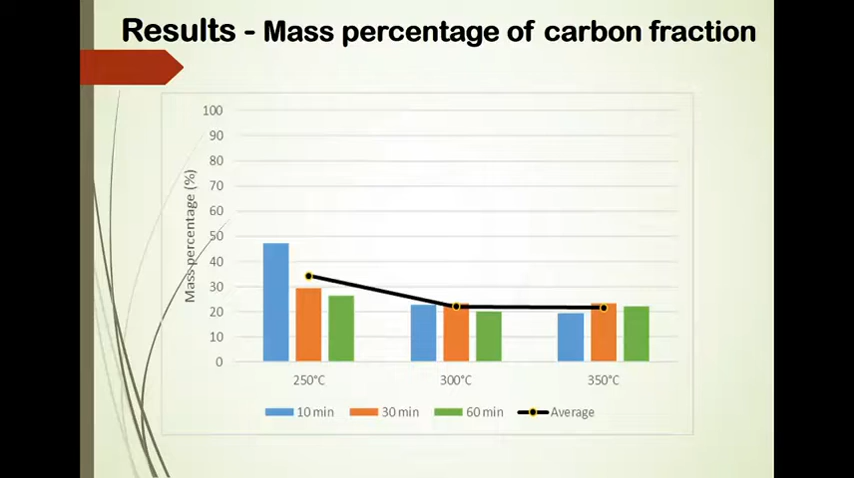 Results - Mass percentage of carbon fraction
100
90
80
70
60
50
40
30
20
10
0
Mass percentage (%)
250°C 300°C 350°C
10 min 30 min 60 min Average